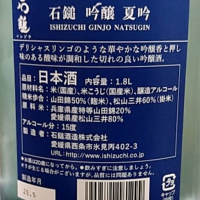 石鎚 吟醸 夏吟
ISHIZUCHI GINJO NATSUGIN
デリシャスリンゴのような華やかな吟醸香と押し
味のある酸味が調和した切れの良い吟醸酒。
品目 日本酒 1.8L
原材料名:米(国産)、米こうじ(国産)、醸造アルコール
精米歩合:山田錦50%(麹米)、松山三井60%(掛米)
原料米:兵庫県産特等山田錦20%
愛媛県産松山三井80%
アルコール分:15度
製造者:石鎚酒造株式会社
愛媛県西条市氷見丙402-3
http://www.ishizuchi.co.jp
製造年月